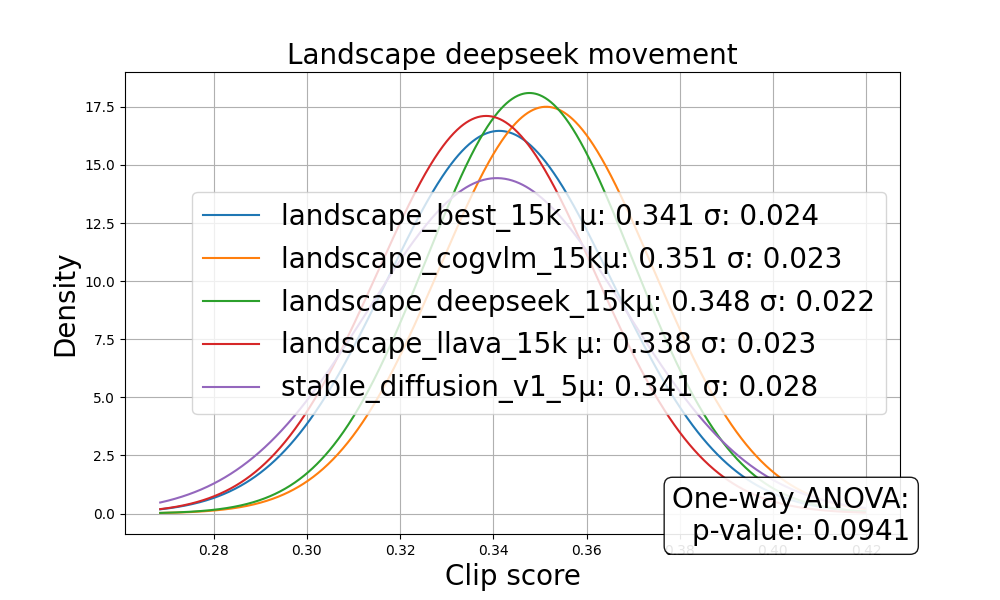 Landscape deepseek movement
Density
17.5
15.0
12.5
10.0
7.5
5.0
2.5
0.0
landscape_best_15k  μ: 0.341 σ: 0.024
landscape_cogvlm_15kμ: 0.351 σ: 0.023
landscape_deepseek_15kμ: 0.348 σ: 0.022
landscape_llava_15k μ: 0.338 σ: 0.023
stable_diffusion_v1_5μ: 0.341 σ: 0.028
One-way ANOVA:
p-value: 0.0941
0.28 0.30 0.32 0.34 0.36 0.38 0.40 0.42
Clip score